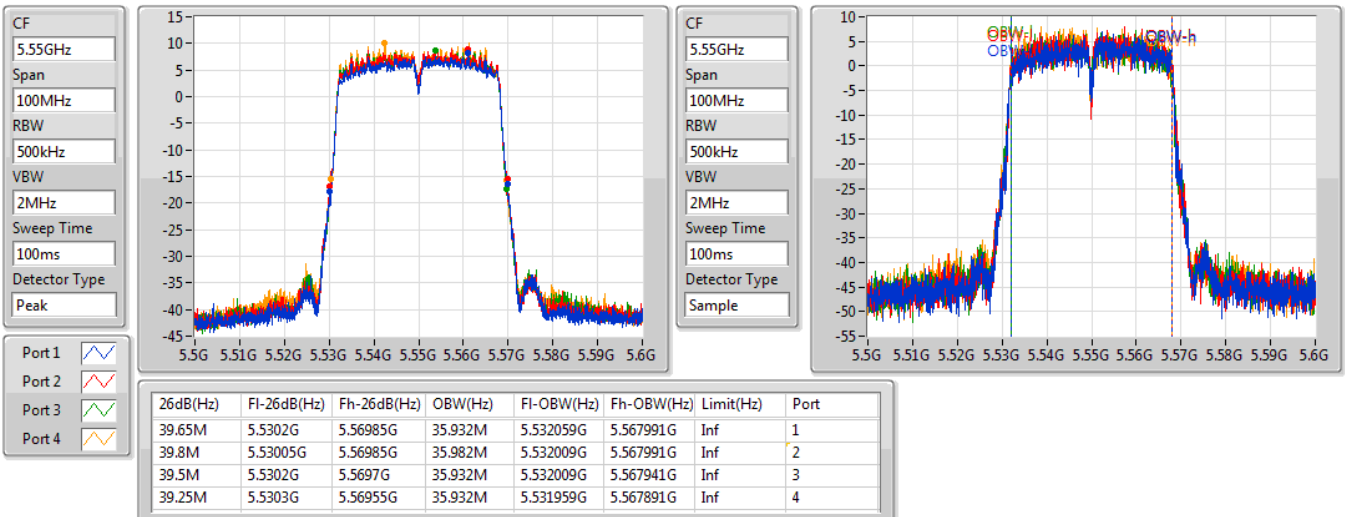 CF
5.55GHz
Span
100MHz
RBW
500kHz
VBW
2MHz
Sweep Time
100ms
Detector Type
Peak
15
10
5
0
-5
-10
-15
-20
-25
-30
-35
-40
-45
5.5G 5.51G 5.52G 5.53G 5.54G 5.55G 5.56G 5.57G 5.58G 5.59G 5.6G
CF
5.55GHz
Span
100MHz
RBW
500kHz
VBW
2MHz
Sweep Time
100ms
Detector Type
Sample
10
5
0
-5
-10
-15
-20
-25
-30
-35
-40
-45
-50
-55
OBW-l
OBW-h
5.5G 5.51G 5.52G 5.53G 5.54G 5.55G 5.56G 5.57G 5.58G 5.59G 5.6G
Port 1
Port 2
Port 3
Port 4
26dB(Hz) Fl-26dB(Hz) Fh-26dB(Hz) OBW(Hz) Fl-OBW(Hz) Fh-OBW(Hz) Limit(Hz) Port
39.65M 5.5302G 5.56985G 35.932M 5.532059G 5.567991G Inf 1
39.8M 5.53005G 5.56985G 35.982M 5.532009G 5.567991G Inf 2
39.5M 5.5302G 5.5697G 35.932M 5.532009G 5.567941G Inf 3
39.25M 5.5303G 5.56955G 35.932M 5.531959G 5.567891G Inf 4